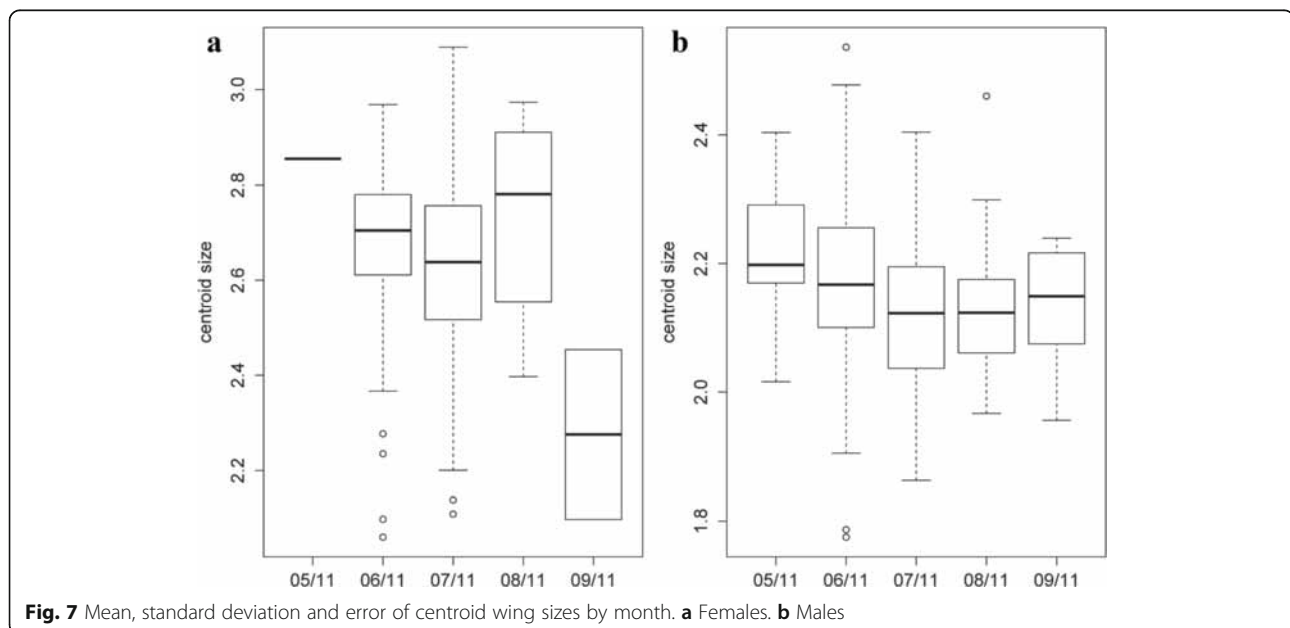 a
centroid size
3.0
2.8
2.6
2.4
2.2
05/11 06/11 07/11 08/11 09/11
b
centroid size
2.4
2.2
2.0
1.8
05/11 06/11 07/11 08/11 09/11
Fig. 7 Mean, standard deviation and error of centroid wing sizes by month. a Females. b Males